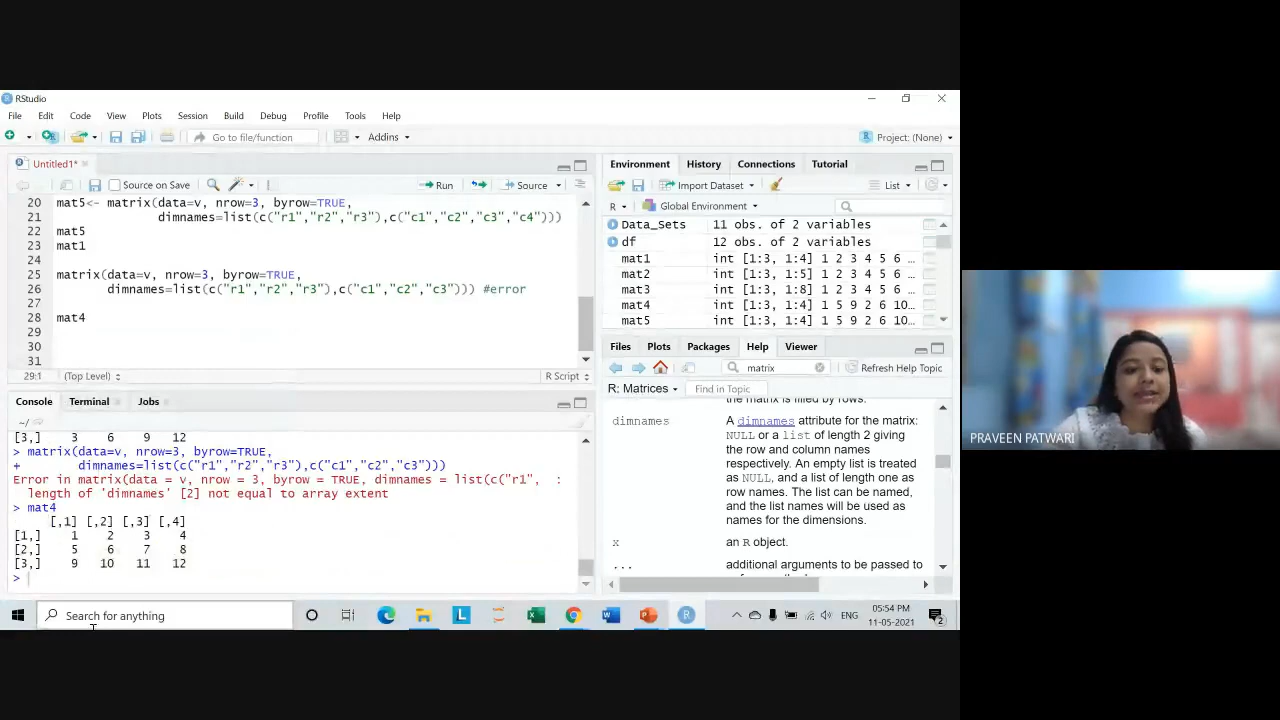 RStudio
File Edit Code View Plots Session Build Debug Profile Tools Help
Go to file/function Addins Project: (None)
Untitled1*
Source on Save Run Source
20 mat5<- matrix(data=v, nrow=3, byrow=TRUE,
21 dimnames=list(c("r1","r2","r3"),c("c1","c2","c3","c4")))
22 mat5
23 mat1
24
25 matrix(data=v, nrow=3, byrow=TRUE,
26 dimnames=list(c("r1","r2","r3"),c("c1","c2","c3"))) #error
27
28 mat4
29
30
31
29:1 (Top Level) R Script
Console Terminal Jobs
~/
[3,] 3 6 9 12
> matrix(data=v, nrow=3, byrow=TRUE,
+ dimnames=list(c("r1","r2","r3"),c("c1","c2","c3")))
Error in matrix(data = v, nrow = 3, byrow = TRUE, dimnames = list(c("r1", :
length of 'dimnames' [2] not equal to array extent
> mat4
[,1] [,2] [,3] [,4]
[1,] 1 2 3 4
[2,] 5 6 7 8
[3,] 9 10 11 12
>
Environment History Connections Tutorial
Import Dataset List
R Global Environment
Data_Sets 11 obs. of 2 variables
df 12 obs. of 2 variables
mat1 int [1:3, 1:4] 1 2 3 4 5 6 ...
mat2 int [1:3, 1:5] 1 2 3 4 5 6 ...
mat3 int [1:3, 1:8] 1 2 3 4 5 6 ...
mat4 int [1:3, 1:4] 1 5 9 2 6 10...
mat5 int [1:3, 1:4] 1 5 9 2 6 10...
Files Plots Packages Help Viewer
matrix Refresh Help Topic
R: Matrices Find in Topic
the matrix is filled by rows.
dimnames A dimnames attribute for the matrix:
NULL or a list of length 2 giving
the row and column names
respectively. An empty list is treated
as NULL, and a list of length one as
row names. The list can be named,
and the list names will be used as
names for the dimensions.
x an R object.
... additional arguments to be passed to
Search for anything
ENG
05:54 PM
11-05-2021
2
PRAVEEN PATWARI